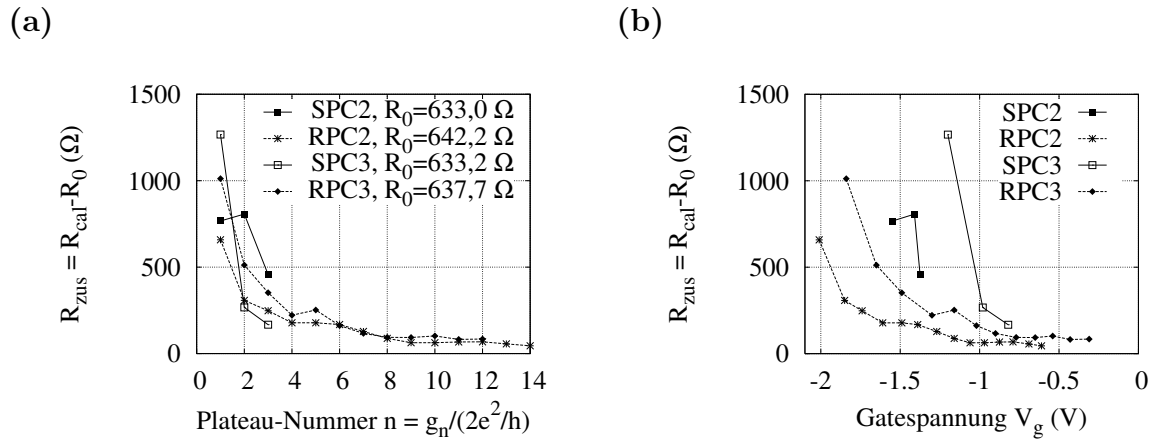 (a)
R_zus = R_cal-R_0 (Ω)
1500
1000
500
0
SPC2, R_0=633,0 Ω
RPC2, R_0=642,2 Ω
SPC3, R_0=633,2 Ω
RPC3, R_0=637,7 Ω
0 2 4 6 8 10 12 14
Plateau-Nummer n = g_n/(2e^2/h)
(b)
R_zus = R_cal-R_0 (Ω)
1500
1000
500
0
SPC2
RPC2
SPC3
RPC3
-2 -1.5 -1 -0.5 0
Gatespannung V_g (V)